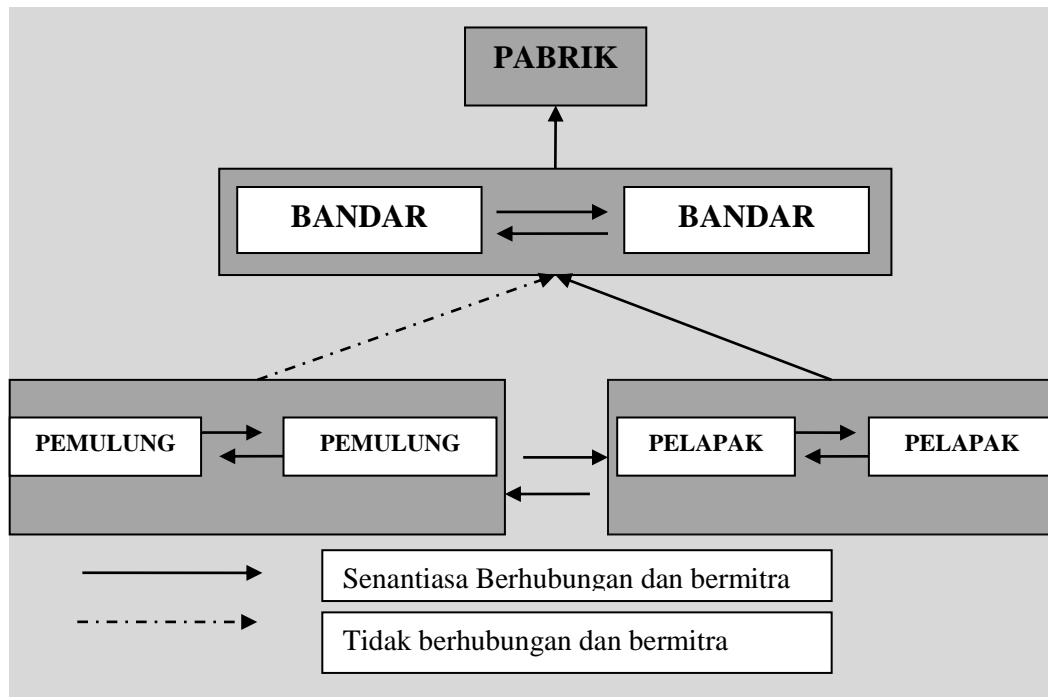 PABRIK
BANDAR
BANDAR
PEMULUNG
PEMULUNG
PELAPAK
PELAPAK
Senantiasa Berhubungan dan bermitra
Tidak berhubungan dan bermitra